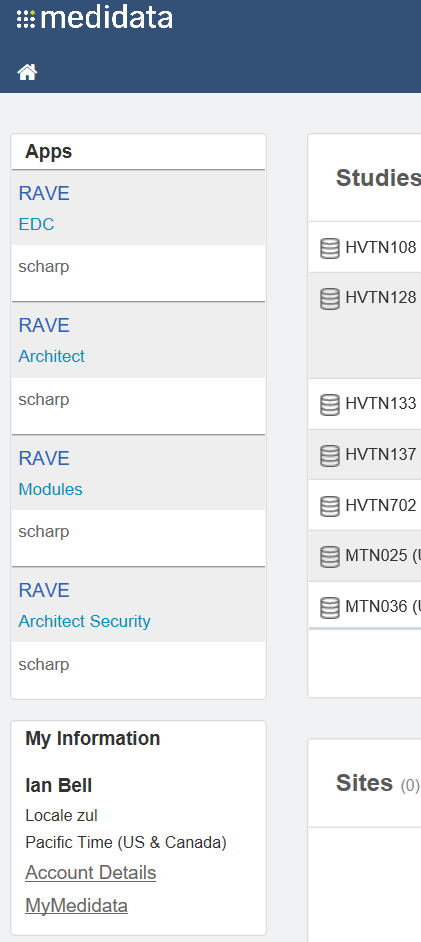 medidata
Apps
RAVE
EDC
scharp
RAVE
Architect
scharp
RAVE
Modules
scharp
RAVE
Architect Security
scharp
My Information
Ian Bell
Locale zul
Pacific Time (US & Canada)
Account Details
MyMedidata
Studies
HVTN108
HVTN128
HVTN133
HVTN137
HVTN702
MTN025 (
MTN036 (
Sites (0)